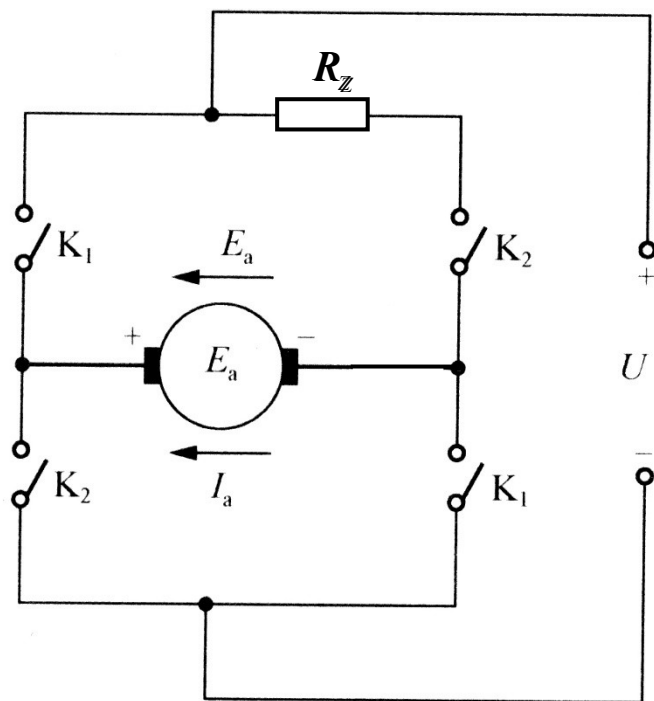 R_Z
K₁
E_a
K₂
+
+ E_a −
U
K₂
I_a
K₁
−